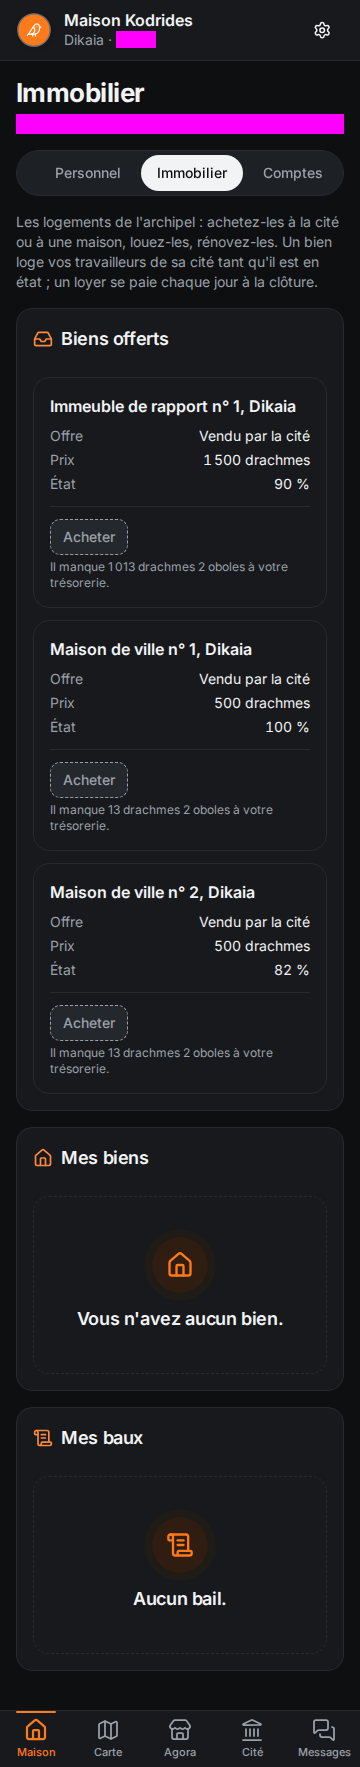 Maison Kodrides
Dikaia ·
Immobilier
Personnel
Immobilier
Comptes
Les logements de l'archipel : achetez-les à la cité
ou à une maison, louez-les, rénovez-les. Un bien
loge vos travailleurs de sa cité tant qu'il est en
état ; un loyer se paie chaque jour à la clôture.
Biens offerts
Immeuble de rapport n° 1, Dikaia
Offre Vendu par la cité
Prix 1 500 drachmes
État 90 %
Acheter
Il manque 1 013 drachmes 2 oboles à votre
trésorerie.
Maison de ville n° 1, Dikaia
Offre Vendu par la cité
Prix 500 drachmes
État 100 %
Acheter
Il manque 13 drachmes 2 oboles à votre
trésorerie.
Maison de ville n° 2, Dikaia
Offre Vendu par la cité
Prix 500 drachmes
État 82 %
Acheter
Il manque 13 drachmes 2 oboles à votre
trésorerie.
Mes biens
Vous n'avez aucun bien.
Mes baux
Aucun bail.
Maison
Carte
Agora
Cité
Messages